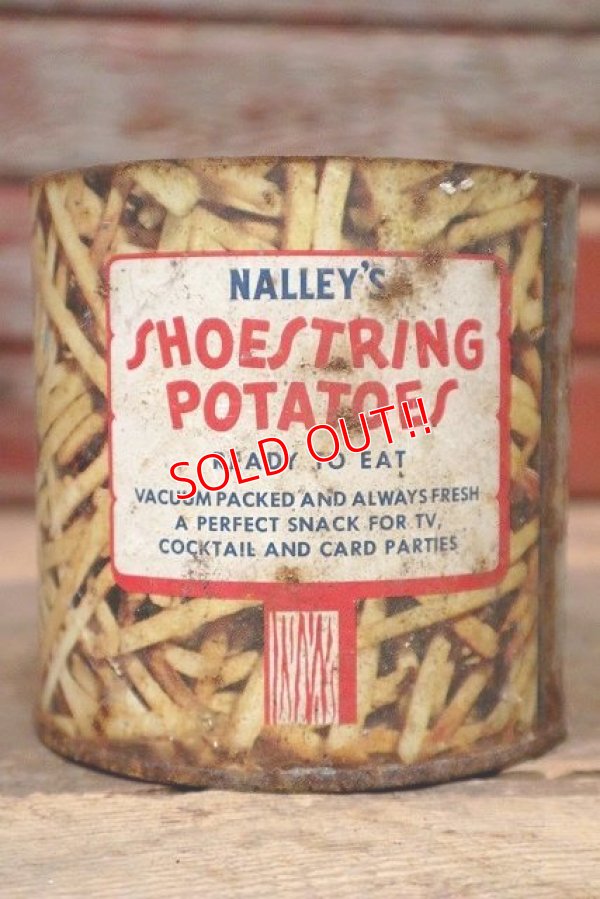 NALLEY'S
SHOESTRING
POTATOES
SOLD OUT!!
READY TO EAT
VACUUM PACKED AND ALWAYS FRESH
A PERFECT SNACK FOR TV,
COCKTAIL AND CARD PARTIES